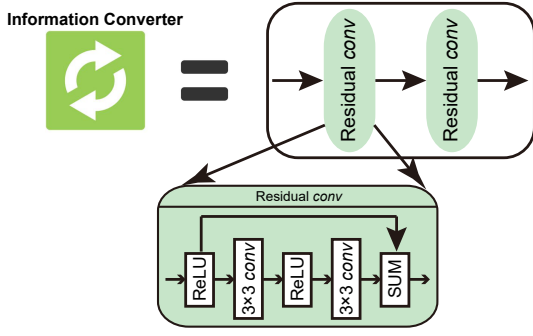 Information Converter
Residual conv
Residual conv
Residual conv
ReLU
3×3 conv
ReLU
3×3 conv
SUM